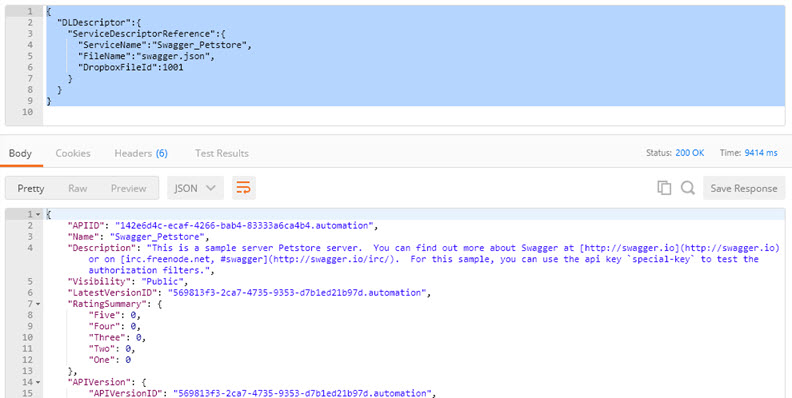 1 {
2 "DLDescriptor":{
3 "ServiceDescriptorReference":{
4 "ServiceName":"Swagger_Petstore",
5 "FileName":"swagger.json",
6 "DropboxFileId":1001
7 }
8 }
9 }
10
Body Cookies Headers (6) Test Results Status: 200 OK Time: 9414 ms
Pretty Raw Preview JSON Save Response
1 {
2 "APIID": "142e6d4c-ecaf-4266-bab4-83333a6ca4b4.automation",
3 "Name": "Swagger_Petstore",
4 "Description": "This is a sample server Petstore server.  You can find out more about Swagger at [http://swagger.io](http://swagger.io)
or on [irc.freenode.net, #swagger](http://swagger.io/irc/).  For this sample, you can use the api key `special-key` to test the
authorization filters.",
5 "Visibility": "Public",
6 "LatestVersionID": "569813f3-2ca7-4735-9353-d7b1ed21b97d.automation",
7 "RatingSummary": {
8 "Five": 0,
9 "Four": 0,
10 "Three": 0,
11 "Two": 0,
12 "One": 0
13 },
14 "APIVersion": {
15 "APIVersionID": "569813f3-2ca7-4735-9353-d7b1ed21b97d.automation",